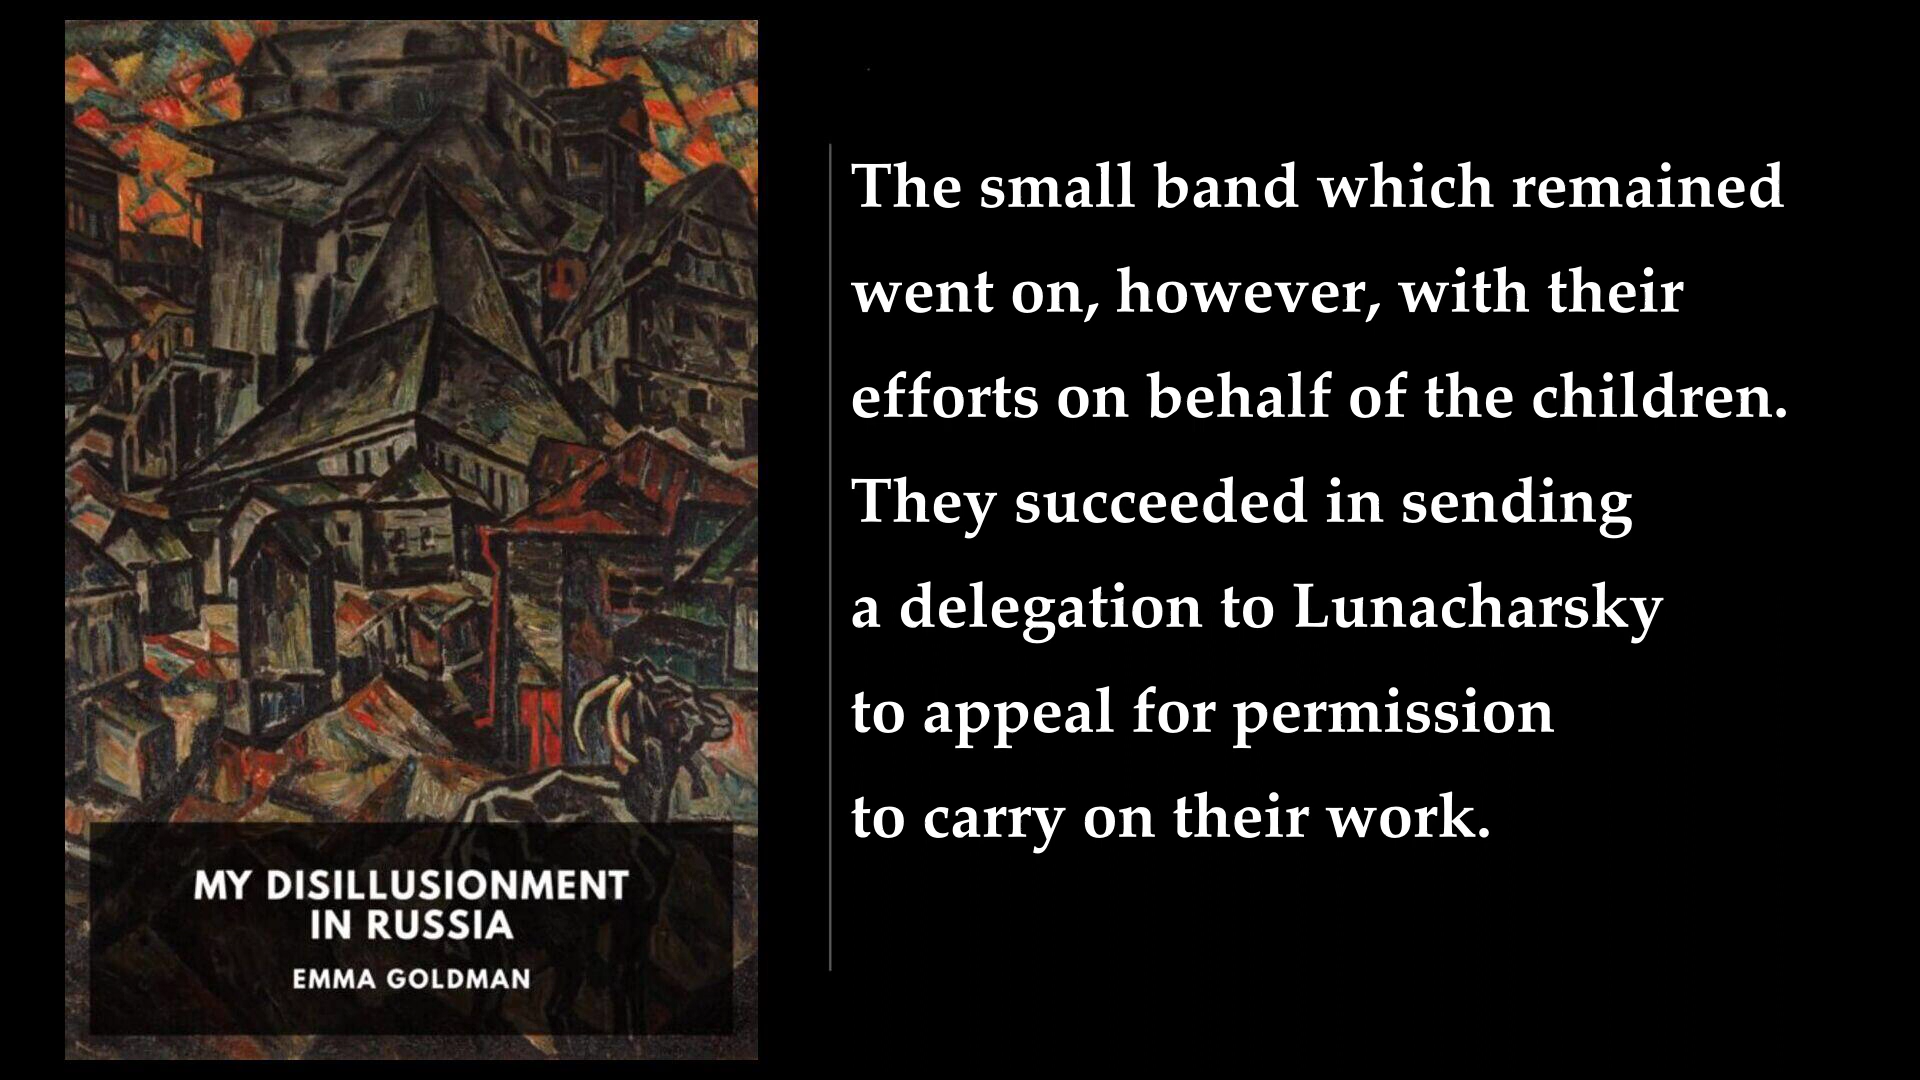 MY DISILLUSIONMENT
IN RUSSIA
EMMA GOLDMAN
The small band which remained
went on, however, with their
efforts on behalf of the children.
They succeeded in sending
a delegation to Lunacharsky
to appeal for permission
to carry on their work.